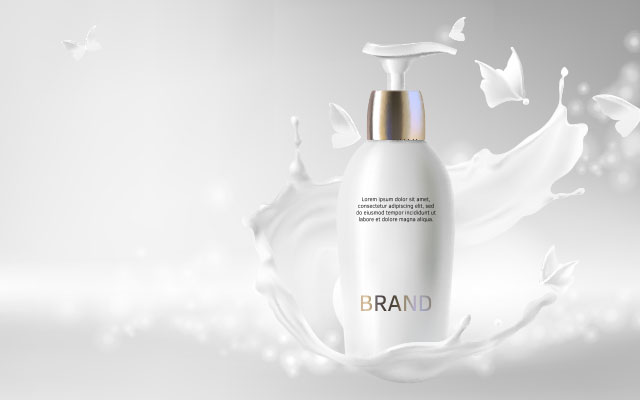 Lorem ipsum dolor sit amet,
consectetur adipiscing elit, sed
do eiusmod tempor incididunt ut
labore et dolore magna aliqua.
BRAND